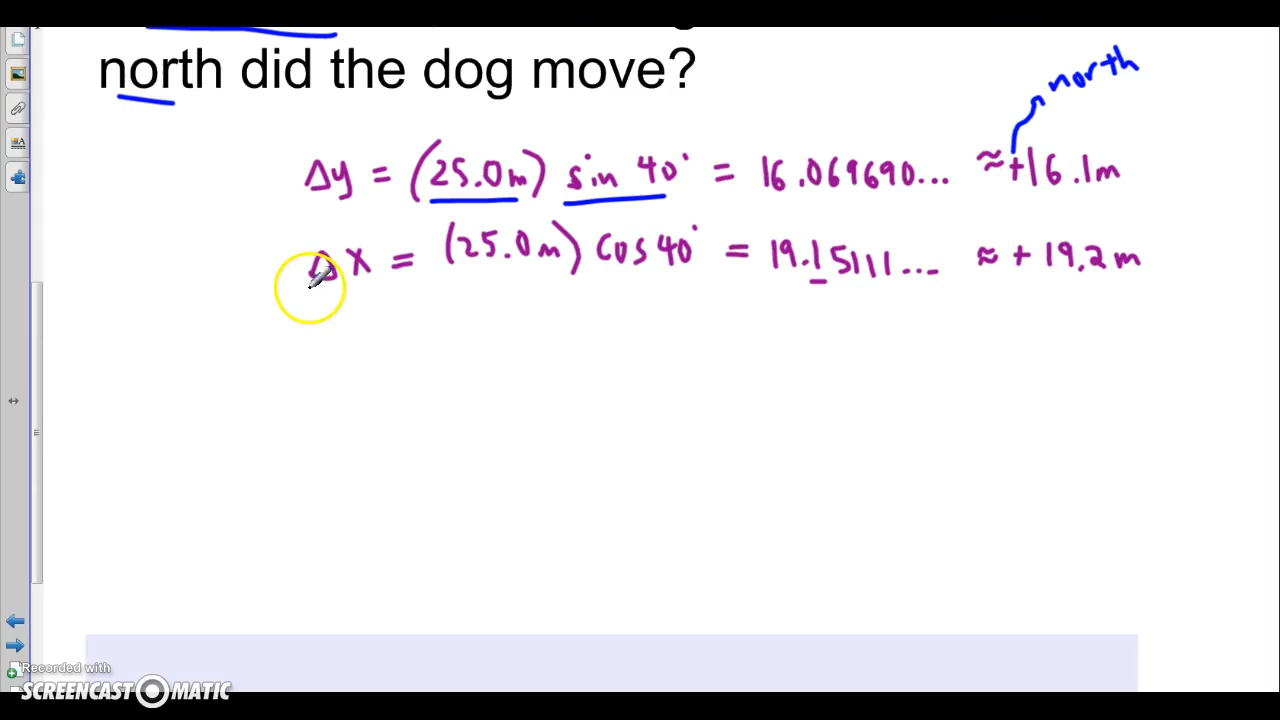 north did the dog move?
north
Δy = (25.0m) sin 40° = 16.069690... ≈ +16.1m
Δx = (25.0m) cos 40° = 19.15111... ≈ + 19.2m
Recorded with
SCREENCAST-O-MATIC